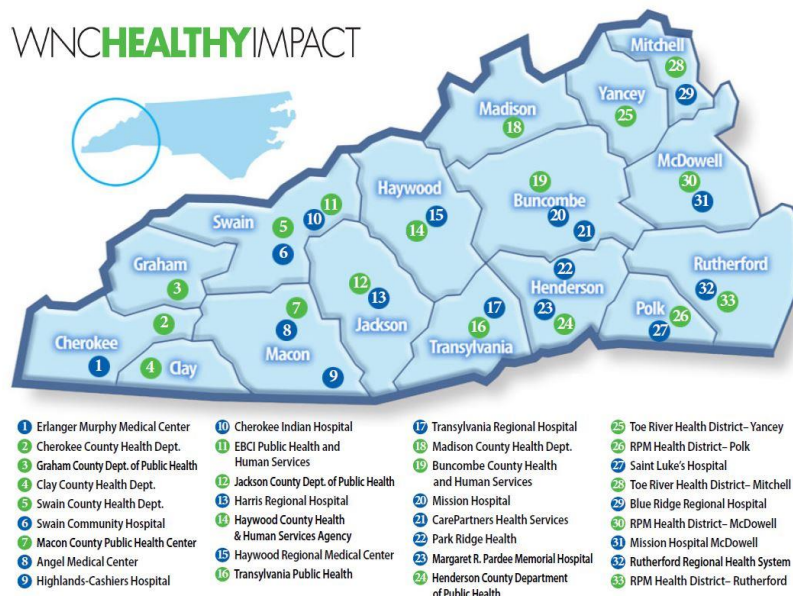 WNCHEALTHYIMPACT
Mitchell
28
29
Madison
18
Yancey
25
McDowell
30
31
Haywood
15
14
19
Buncombe
20
21
Swain
11
10
5
6
Graham
3
12
13
Jackson
22
Henderson
23
24
Rutherford
32
33
Polk
26
27
17
16
Transylvania
7
8
Macon
9
2
Cherokee
1
4
Clay
1 Erlanger Murphy Medical Center
2 Cherokee County Health Dept.
3 Graham County Dept. of Public Health
4 Clay County Health Dept.
5 Swain County Health Dept.
6 Swain Community Hospital
7 Macon County Public Health Center
8 Angel Medical Center
9 Highlands-Cashiers Hospital
10 Cherokee Indian Hospital
11 EBCI Public Health and
Human Services
12 Jackson County Dept. of Public Health
13 Harris Regional Hospital
14 Haywood County Health
& Human Services Agency
15 Haywood Regional Medical Center
16 Transylvania Public Health
17 Transylvania Regional Hospital
18 Madison County Health Dept.
19 Buncombe County Health
and Human Services
20 Mission Hospital
21 CarePartners Health Services
22 Park Ridge Health
23 Margaret R. Pardee Memorial Hospital
24 Henderson County Department
of Public Health
25 Toe River Health District– Yancey
26 RPM Health District– Polk
27 Saint Luke's Hospital
28 Toe River Health District– Mitchell
29 Blue Ridge Regional Hospital
30 RPM Health District– McDowell
31 Mission Hospital McDowell
32 Rutherford Regional Health System
33 RPM Health District– Rutherford